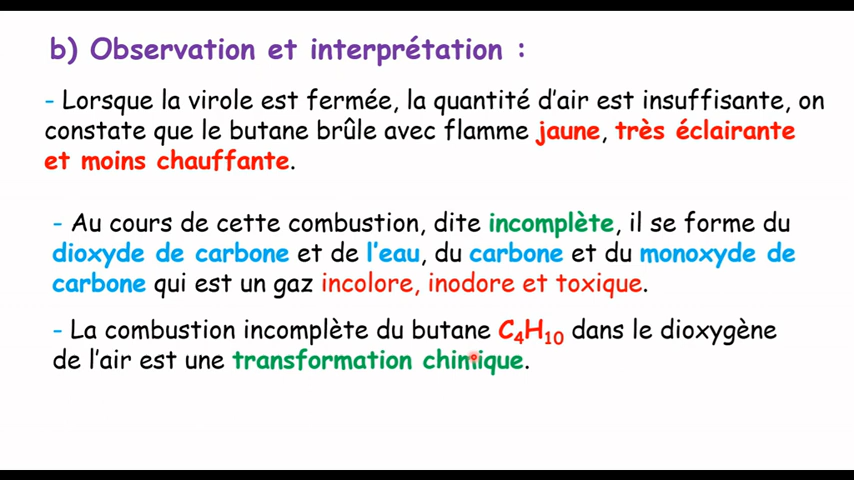 b) Observation et interprétation :
- Lorsque la virole est fermée, la quantité d'air est insuffisante, on
constate que le butane brûle avec flamme jaune, très éclairante
et moins chauffante.
- Au cours de cette combustion, dite incomplète, il se forme du
dioxyde de carbone et de l'eau, du carbone et du monoxyde de
carbone qui est un gaz incolore, inodore et toxique.
- La combustion incomplète du butane C₄H₁₀ dans le dioxygène
de l'air est une transformation chimique.